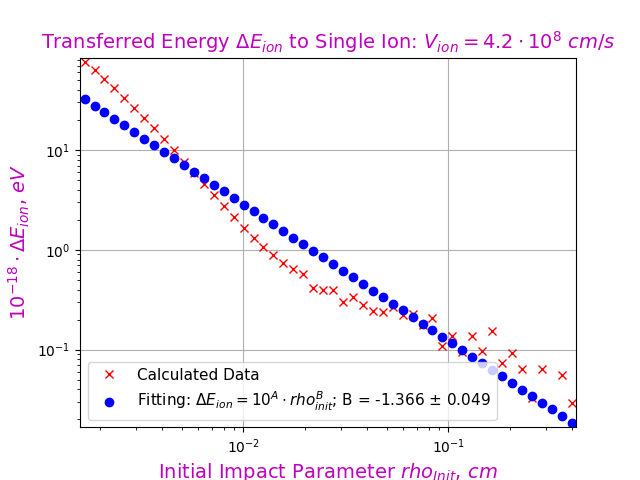 Transferred Energy ΔE_ion to Single Ion: V_ion = 4.2 · 10^8 cm/s
10^−18 · ΔE_ion, eV
10^1
10^0
10^−1
Calculated Data
Fitting: ΔE_ion = 10^A · rho_init^B; B = -1.366 ± 0.049
10^−2
10^−1
Initial Impact Parameter rho_Init, cm